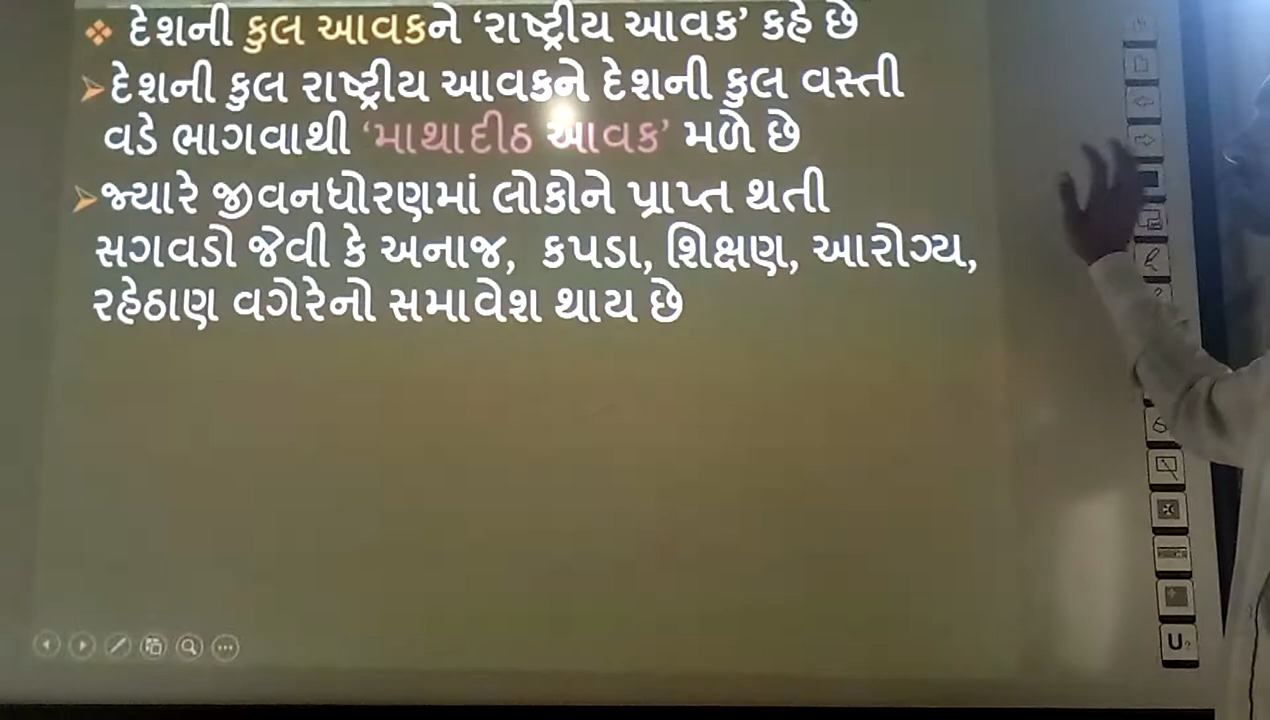 ❖ દેશની કુલ આવકને ‘રાષ્ટ્રીય આવક’ કહે છે
➢દેશની કુલ રાષ્ટ્રીય આવકને દેશની કુલ વસ્તી
વડે ભાગવાથી ‘માથાદીઠ આવક’ મળે છે
➢જ્યારે જીવનધોરણમાં લોકોને પ્રાપ્ત થતી
સગવડો જેવી કે અનાજ, કપડા, શિક્ષણ, આરોગ્ય,
રહેઠાણ વગેરેનો સમાવેશ થાય છે
U